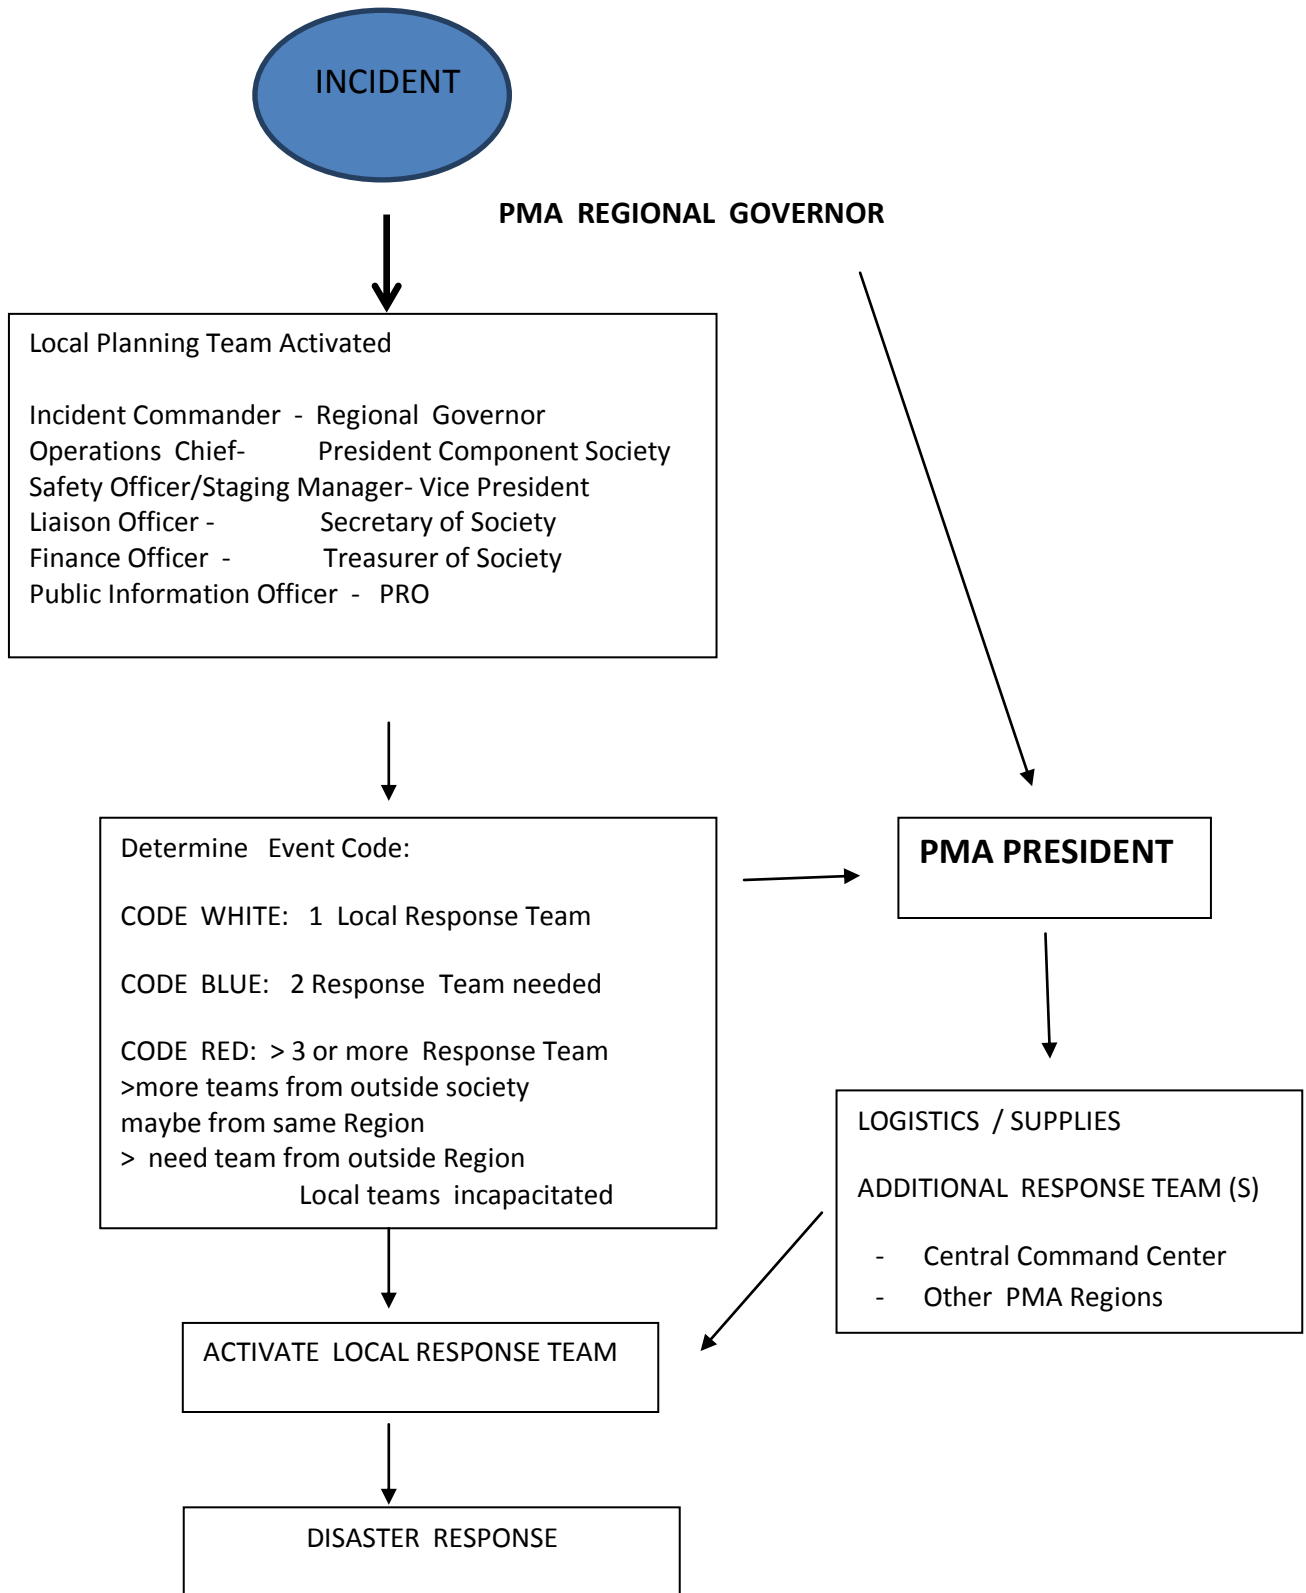 INCIDENT
PMA REGIONAL GOVERNOR
Local Planning Team Activated
Incident Commander - Regional Governor
Operations Chief- President Component Society
Safety Officer/Staging Manager- Vice President
Liaison Officer - Secretary of Society
Finance Officer - Treasurer of Society
Public Information Officer - PRO
Determine Event Code:
CODE WHITE: 1 Local Response Team
CODE BLUE: 2 Response Team needed
CODE RED: > 3 or more Response Team
>more teams from outside society
maybe from same Region
> need team from outside Region
Local teams incapacitated
PMA PRESIDENT
LOGISTICS / SUPPLIES
ADDITIONAL RESPONSE TEAM (S)
- Central Command Center
- Other PMA Regions
ACTIVATE LOCAL RESPONSE TEAM
DISASTER RESPONSE